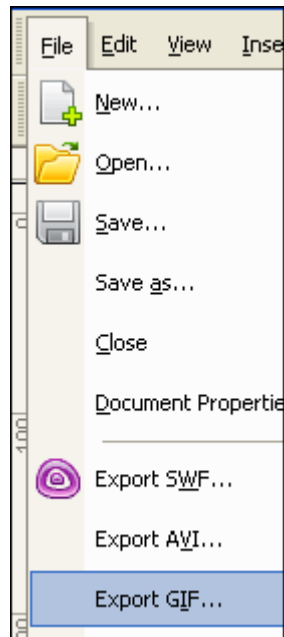 File Edit View Inse
New...
Open...
Save...
Save as...
Close
Document Propertie
Export SWF...
Export AVI...
Export GIF...